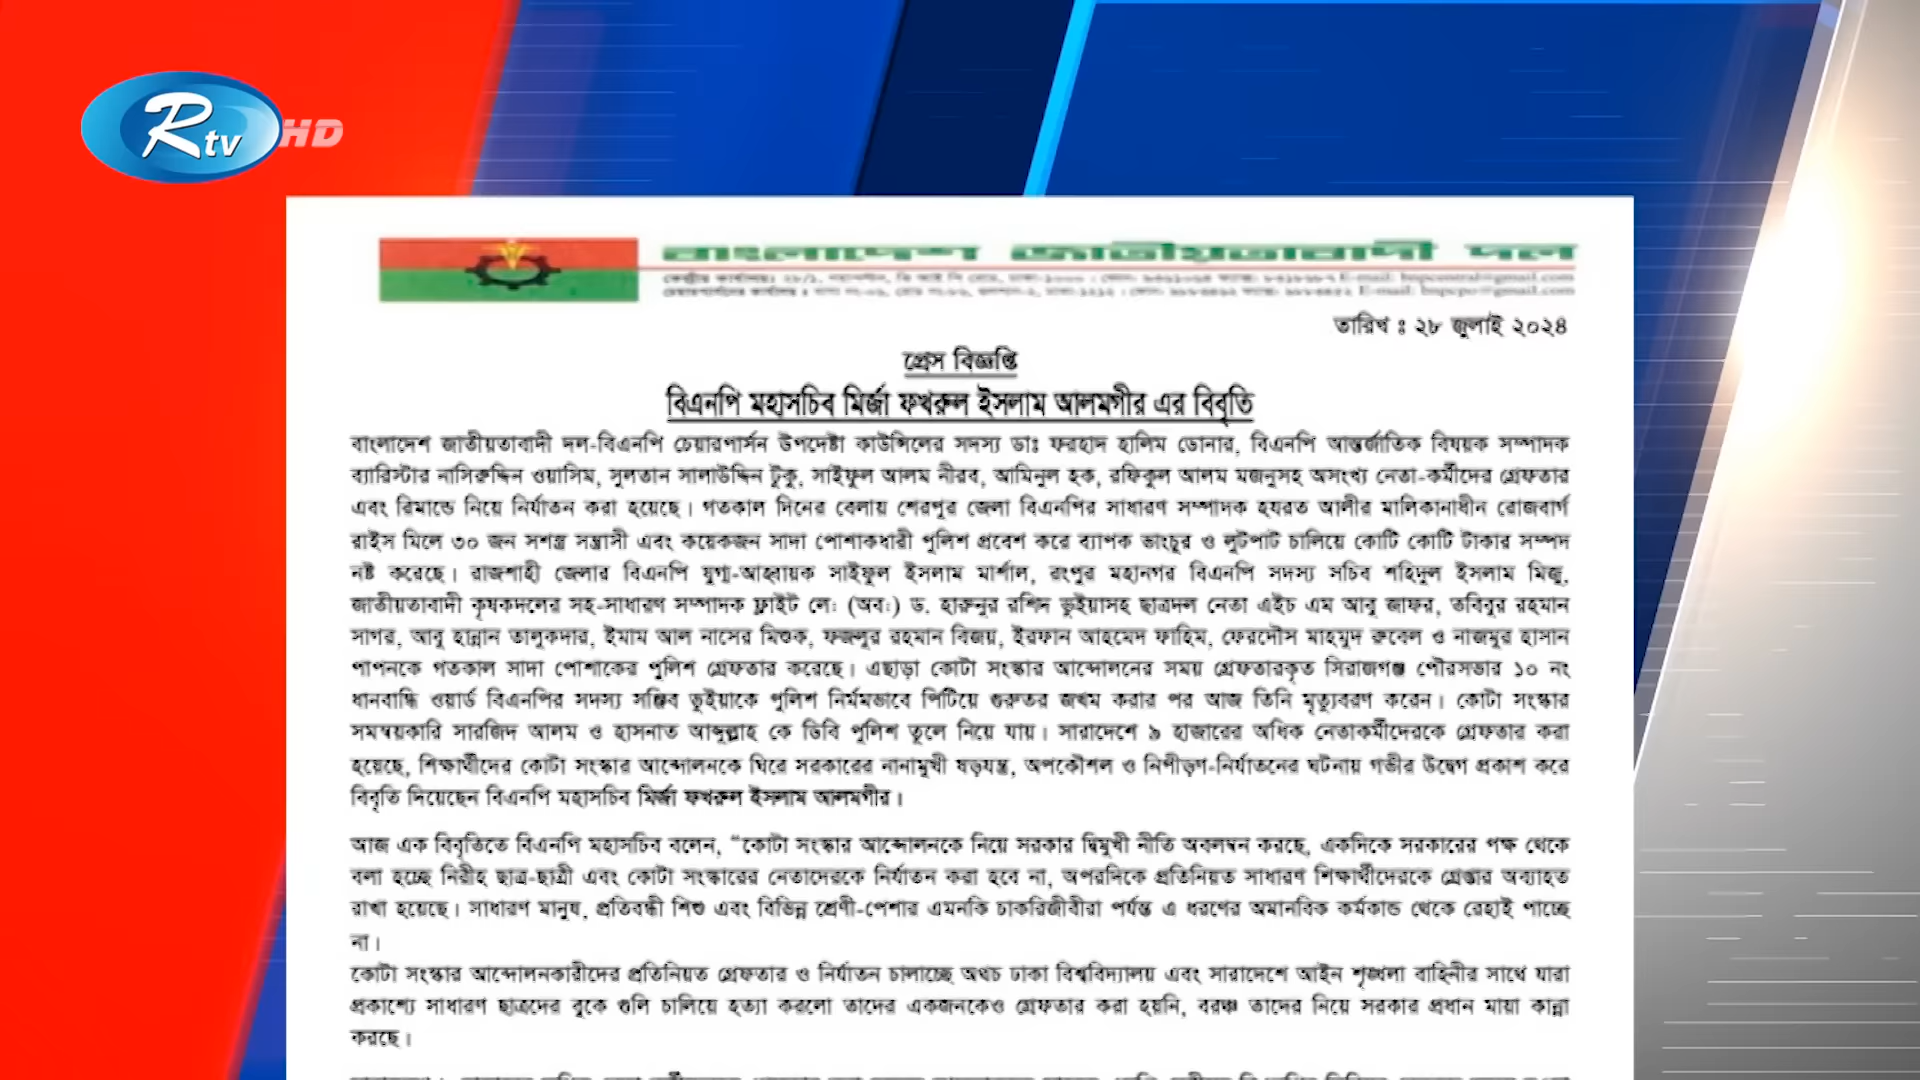 Rtv HD
বাংলাদেশ জাতীয়তাবাদী দল
তারিখ ঃ ২৮ জুলাই ২০২৪
প্রেস বিজ্ঞপ্তি
বিএনপি মহাসচিব মির্জা ফখরুল ইসলাম আলমগীর এর বিবৃতি
বাংলাদেশ জাতীয়তাবাদী দল-বিএনপি চেয়ারপার্সন উপদেষ্টা কাউন্সিলের সদস্য ডাঃ ফরহাদ হালিম ডোনার, বিএনপি আন্তর্জাতিক বিষয়ক সম্পাদক
ব্যারিস্টার নাসিরুদ্দিন ওয়াসিম, সুলতান সালাউদ্দিন টুকু, সাইফুল আলম নীরব, আমিনুল হক, রফিকুল আলম মজনুসহ অসংখ্য নেতা-কর্মীদের গ্রেফতার
এবং রিমান্ডে নিয়ে নির্যাতন করা হয়েছে। গতকাল দিনের বেলায় শেরপুর জেলা বিএনপির সাধারণ সম্পাদক হযরত আলীর মালিকানাধীন রোজবার্গ
রাইস মিলে ৩০ জন সশস্ত্র সন্ত্রাসী এবং কয়েকজন সাদা পোশাকধারী পুলিশ প্রবেশ করে ব্যাপক ভাংচুর ও লুটপাট চালিয়ে কোটি কোটি টাকার সম্পদ
নষ্ট করেছে। রাজশাহী জেলার বিএনপি যুগ্ম-আহ্বায়ক সাইফুল ইসলাম মার্শাল, রংপুর মহানগর বিএনপি সদস্য সচিব শহিদুল ইসলাম মিজু,
জাতীয়তাবাদী কৃষকদলের সহ-সাধারণ সম্পাদক ফ্লাইট লে: (অব:) ড. হারুনুর রশিদ ভুইয়াসহ ছাত্রদল নেতা এইচ এম আবু জাফর, তবিবুর রহমান
সাগর, আবু হান্নান তালুকদার, ইমাম আল নাসের মিশুক, ফজলুর রহমান বিজয়, ইরফান আহমেদ ফাহিম, ফেরদৌস মাহমুদ রুবেল ও নাজমুর হাসান
পাপনকে গতকাল সাদা পোশাকের পুলিশ গ্রেফতার করেছে। এছাড়া কোটা সংস্কার আন্দোলনের সময় গ্রেফতারকৃত সিরাজগঞ্জ পৌরসভার ১০ নং
ধানবান্ধি ওয়ার্ড বিএনপির সদস্য সঞ্জিব ভুইয়াকে পুলিশ নির্মমভাবে পিটিয়ে গুরুতর জখম করার পর আজ তিনি মৃত্যুবরণ করেন। কোটা সংস্কার
সমন্বয়কারি সারজিদ আলম ও হাসনাত আব্দুল্লাহ কে ডিবি পুলিশ তুলে নিয়ে যায়। সারাদেশে ৯ হাজারের অধিক নেতাকর্মীদেরকে গ্রেফতার করা
হয়েছে, শিক্ষার্থীদের কোটা সংস্কার আন্দোলনকে ঘিরে সরকারের নানামুখী ষড়যন্ত্র, অপকৌশল ও নিপীড়ণ-নির্যাতনের ঘটনায় গভীর উদ্বেগ প্রকাশ করে
বিবৃতি দিয়েছেন বিএনপি মহাসচিব মির্জা ফখরুল ইসলাম আলমগীর।
আজ এক বিবৃতিতে বিএনপি মহাসচিব বলেন, “কোটা সংস্কার আন্দোলনকে নিয়ে সরকার দ্বিমুখী নীতি অবলম্বন করছে, একদিকে সরকারের পক্ষ থেকে
বলা হচ্ছে নিরীহ ছাত্র-ছাত্রী এবং কোটা সংস্কারের নেতাদেরকে নির্যাতন করা হবে না, অপরদিকে প্রতিনিয়ত সাধারণ শিক্ষার্থীদেরকে গ্রেপ্তার অব্যাহত
রাখা হয়েছে। সাধারণ মানুষ, প্রতিবন্ধী শিশু এবং বিভিন্ন শ্রেণী-পেশার এমনকি চাকরিজীবীরা পর্যন্ত এ ধরণের অমানবিক কর্মকান্ড থেকে রেহাই পাচ্ছে
না।
কোটা সংস্কার আন্দোলনকারীদের প্রতিনিয়ত গ্রেফতার ও নির্যাতন চালাচ্ছে অথচ ঢাকা বিশ্ববিদ্যালয় এবং সারাদেশে আইন শৃঙ্খলা বাহিনীর সাথে যারা
প্রকাশ্যে সাধারণ ছাত্রদের বুকে গুলি চালিয়ে হত্যা করলো তাদের একজনকেও গ্রেফতার করা হয়নি, বরঞ্চ তাদের নিয়ে সরকার প্রধান মায়া কান্না
করছে।